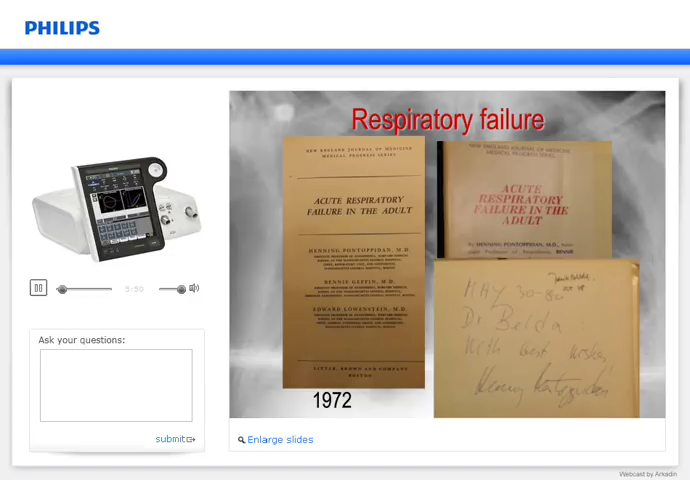 PHILIPS
Respiratory failure
NEW ENGLAND JOURNAL OF MEDICINE
MEDICAL PROGRESS SERIES
ACUTE RESPIRATORY
FAILURE IN THE ADULT
HENNING PONTOPPIDAN, M.D.
BENNIE GEFFIN, M.D.
EDWARD LOWENSTEIN, M.D.
LITTLE, BROWN AND COMPANY
BOSTON
1972
NEW ENGLAND JOURNAL OF MEDICINE
MEDICAL PROGRESS SERIES
ACUTE
RESPIRATORY
FAILURE IN THE
ADULT
By HENNING PONTOPPIDAN, M.D.
MAY 30-80
Dr Belda
With best wishes
Henning Pontoppidan
5:50
Ask your questions:
submit
Enlarge slides
Webcast by Arkadin